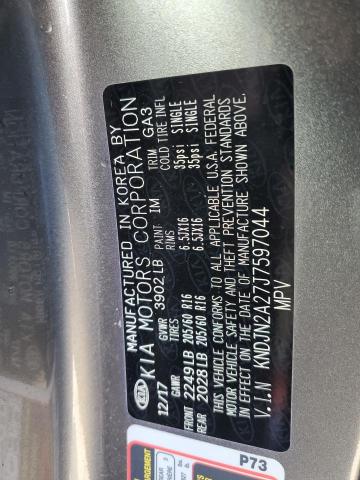 MANUFACTURED IN KOREA BY
KIA KIA MOTORS CORPORATION
12/17 GVWR 3902LB PAINT IM TRIM GA3
GAWR TIRES COLD TIRE INFL
FRONT 2249LB 205/60 R16 6.5JX16 35psi SINGLE
REAR 2028LB 205/60 R16 6.5JX16 35psi SINGLE
THIS VEHICLE CONFORMS TO ALL APPLICABLE U.S.A. FEDERAL
MOTOR VEHICLE SAFETY AND THEFT PREVENTION STANDARDS
IN EFFECT ON THE DATE OF MANUFACTURE SHOWN ABOVE.
V.I.N KNDJN2A27J7597044
MPV
P73